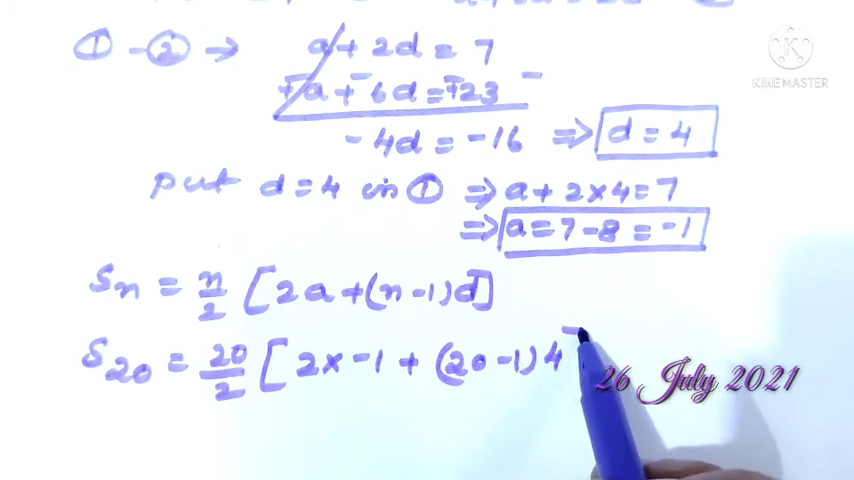 ① - ② → a + 2d = 7
KINEMASTER
-a + 6d = 23 -
-4d = -16 ⇒ d = 4
put d = 4 in ① ⇒ a + 2 x 4 = 7
⇒ a = 7 - 8 = -1
Sn = n/2 [2a + (n-1)d]
S20 = 20/2 [2x -1 + (20-1)4
26 July 2021